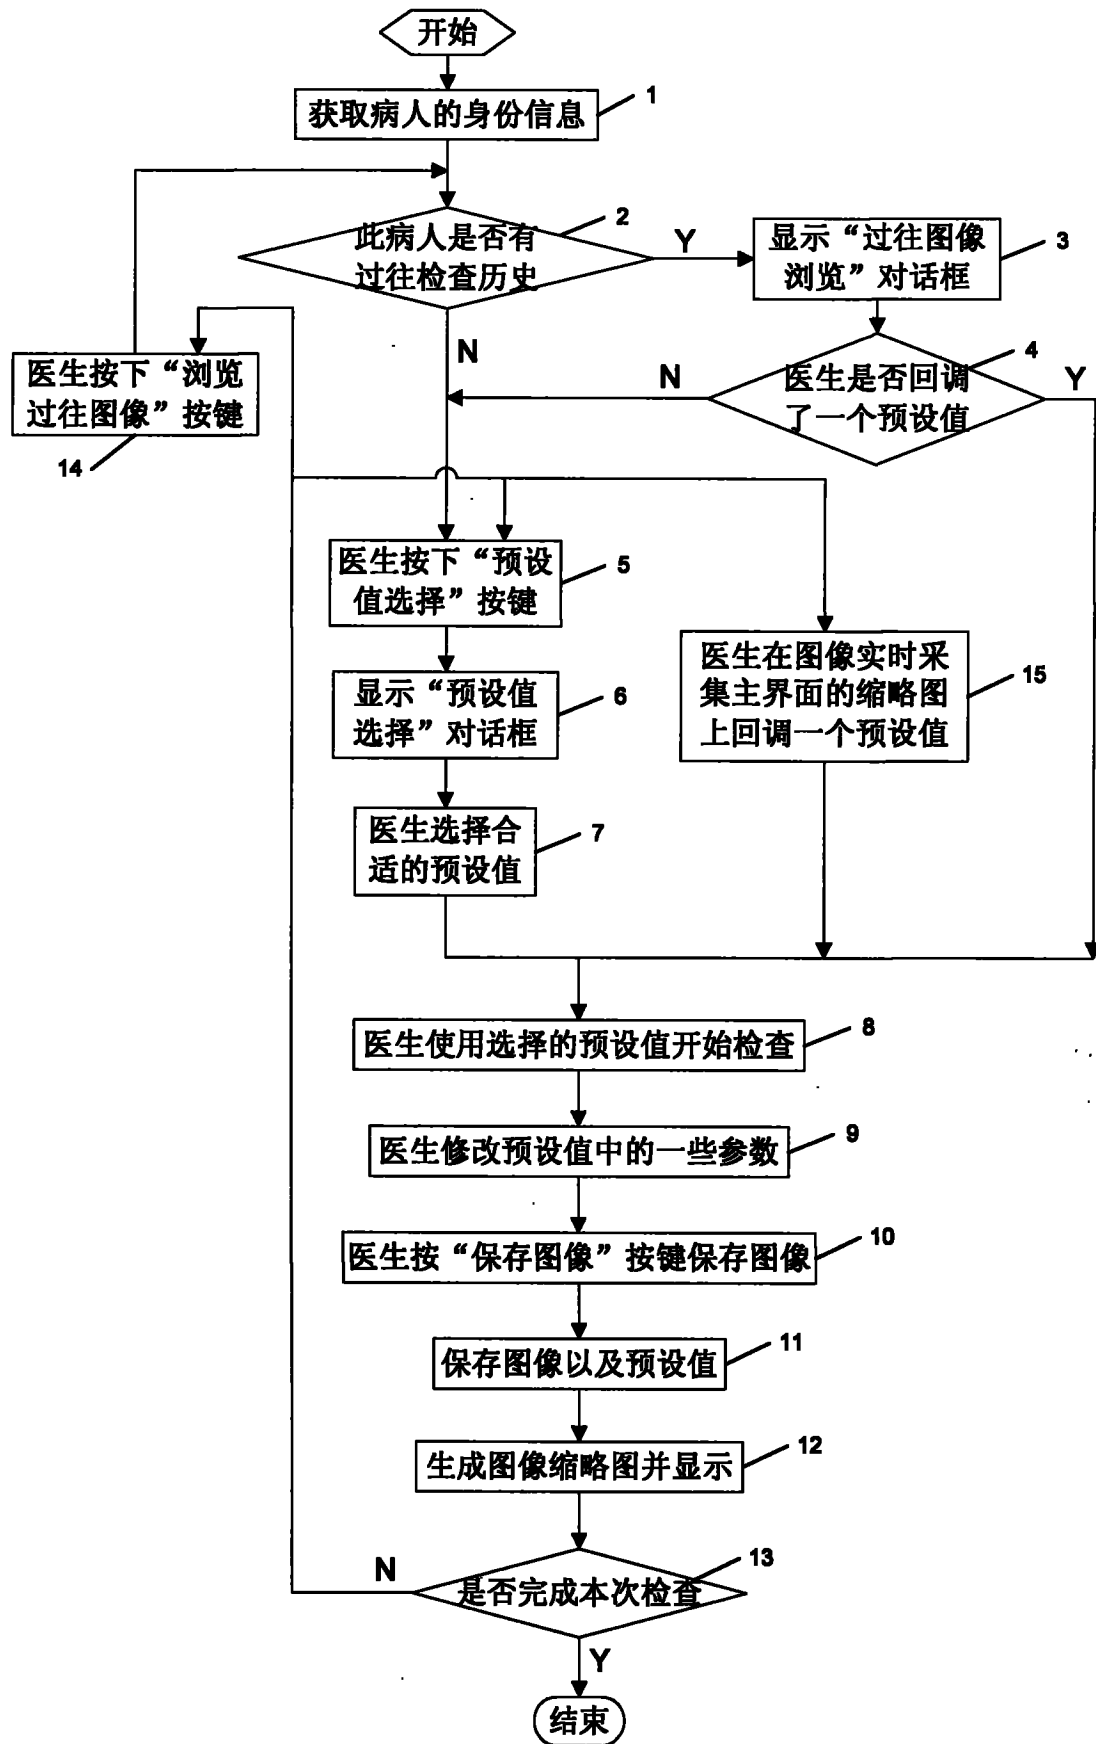 开始
获取病人的身份信息
1
此病人是否有
过往检查历史
2
Y
显示“过往图像
浏览”对话框
3
N
医生按下“浏览
过往图像”按键
14
N
医生是否回调
了一个预设值
4
Y
医生按下“预设
值选择”按键
5
显示“预设值
选择”对话框
6
医生在图像实时采
集主界面的缩略图
上回调一个预设值
15
医生选择合
适的预设值
7
医生使用选择的预设值开始检查
8
医生修改预设值中的一些参数
9
医生按“保存图像”按键保存图像
10
保存图像以及预设值
11
生成图像缩略图并显示
12
N
是否完成本次检查
13
Y
结束